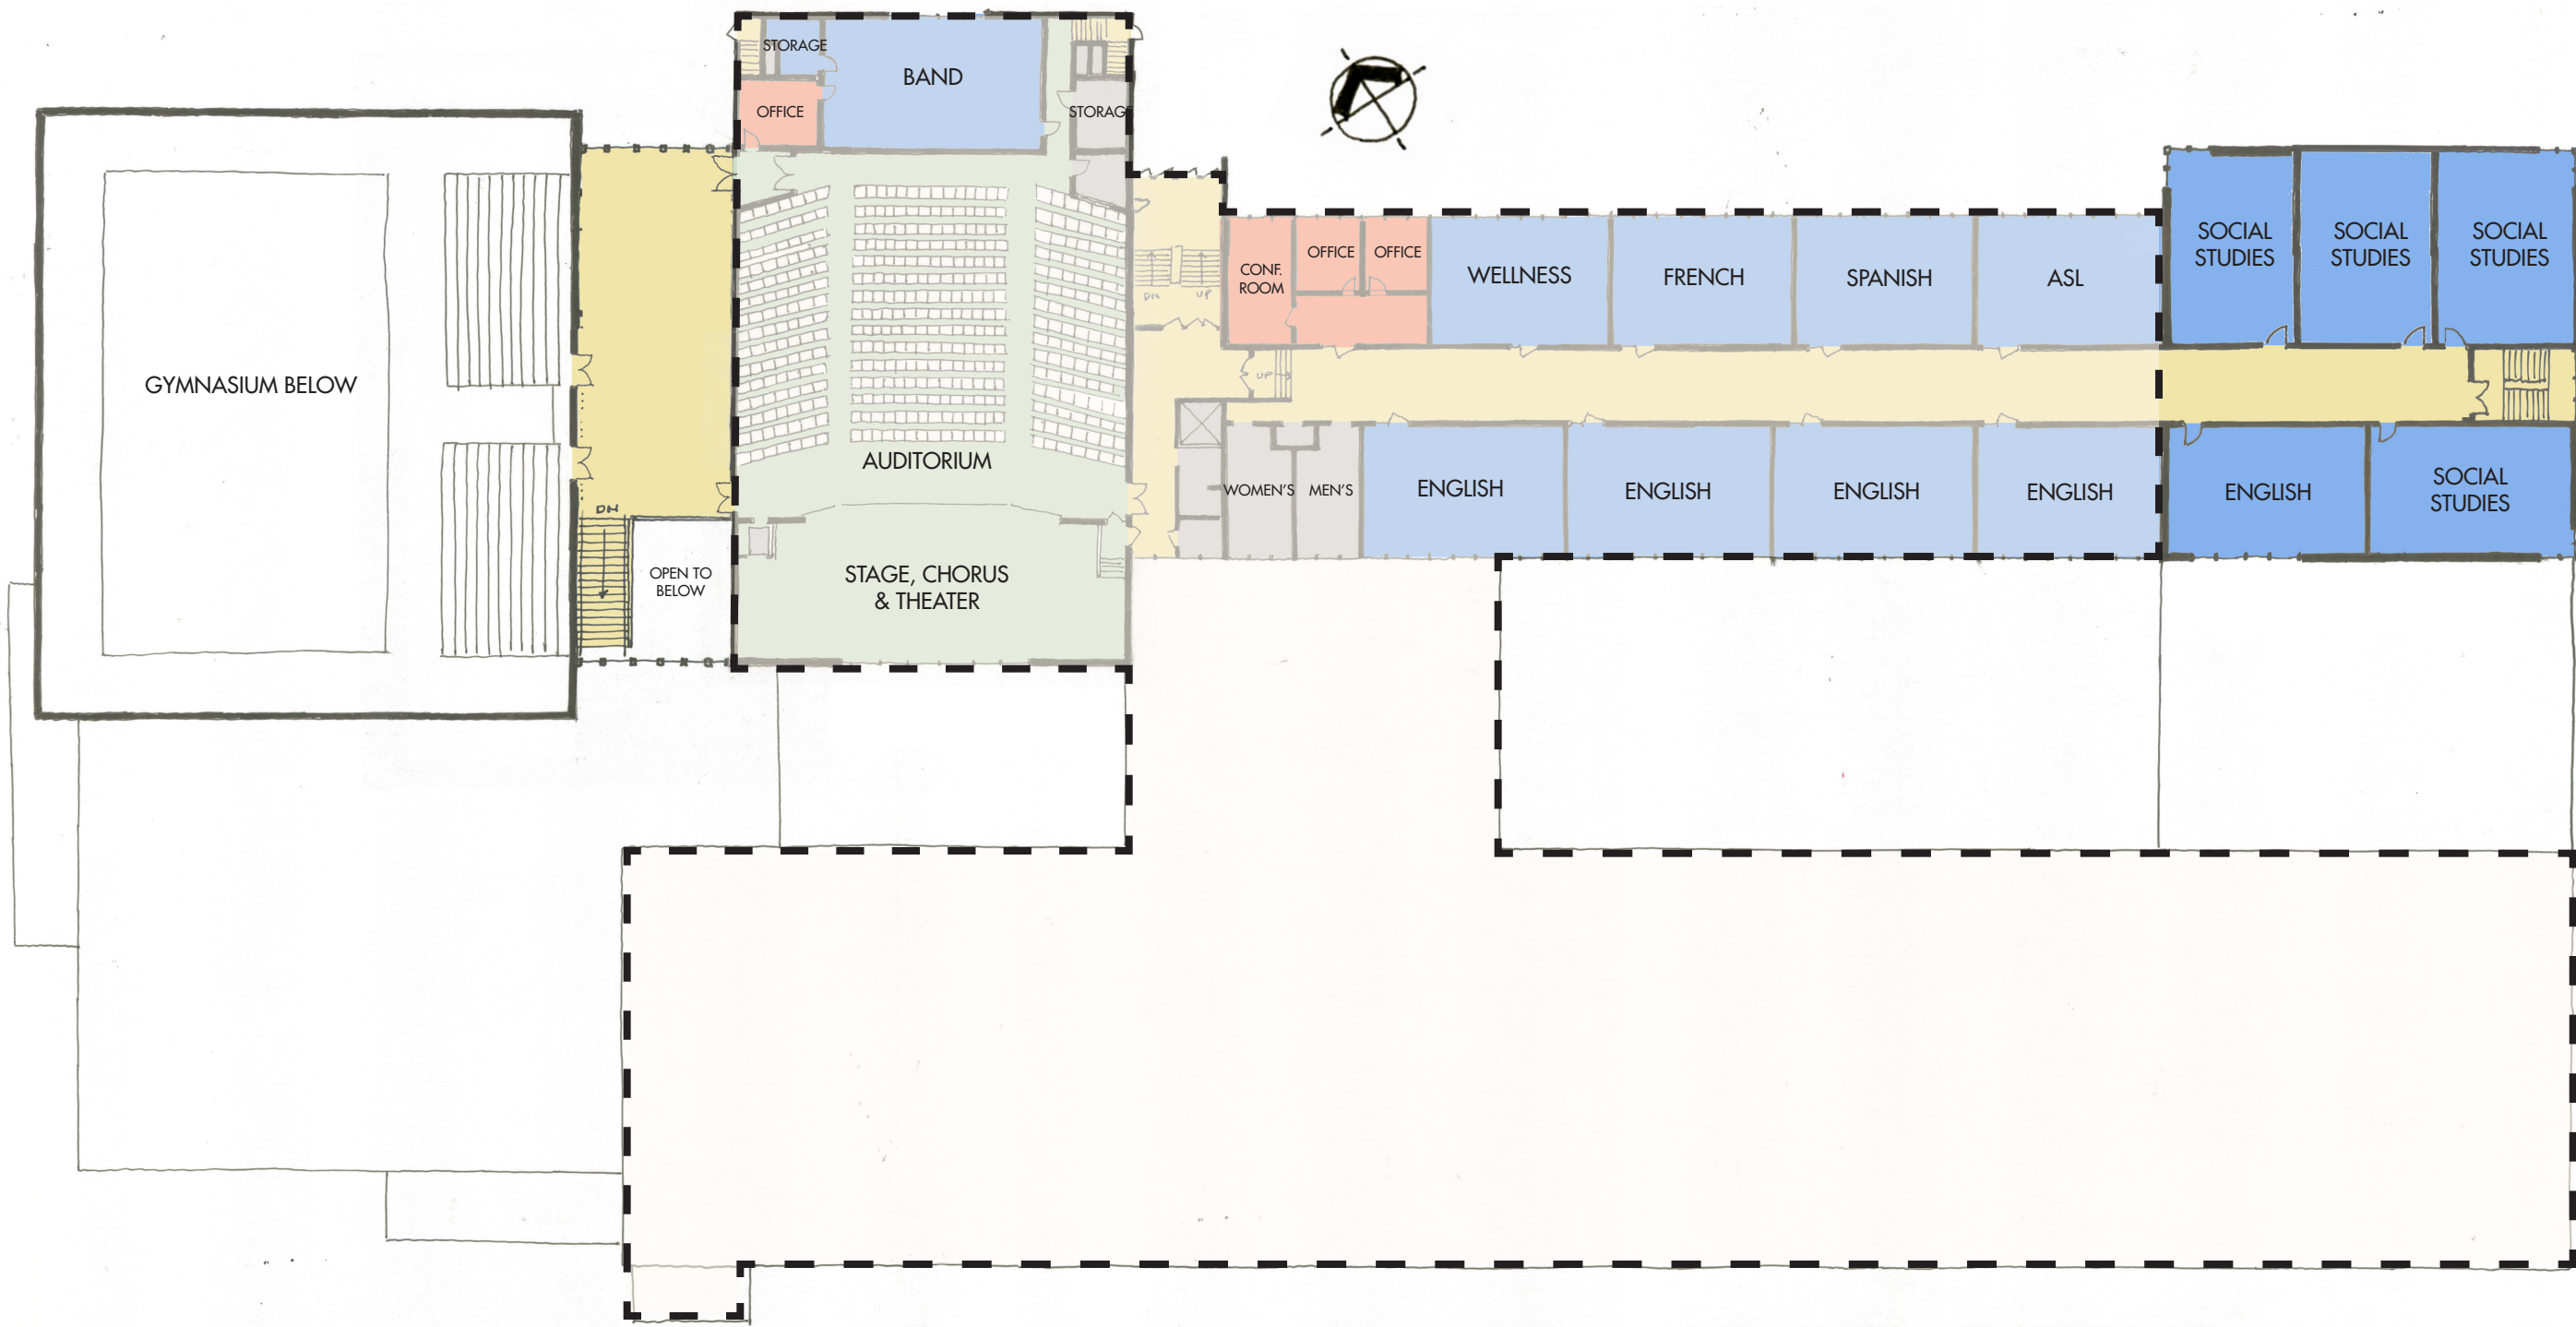 STORAGE
BAND
OFFICE
STORAG
GYMNASIUM BELOW
DN
OPEN TO
BELOW
AUDITORIUM
STAGE, CHORUS
& THEATER
DN
UP
UP
CONF.
ROOM
OFFICE
OFFICE
WELLNESS
FRENCH
SPANISH
ASL
SOCIAL
STUDIES
SOCIAL
STUDIES
SOCIAL
STUDIES
WOMEN'S
MEN'S
ENGLISH
ENGLISH
ENGLISH
ENGLISH
ENGLISH
SOCIAL
STUDIES